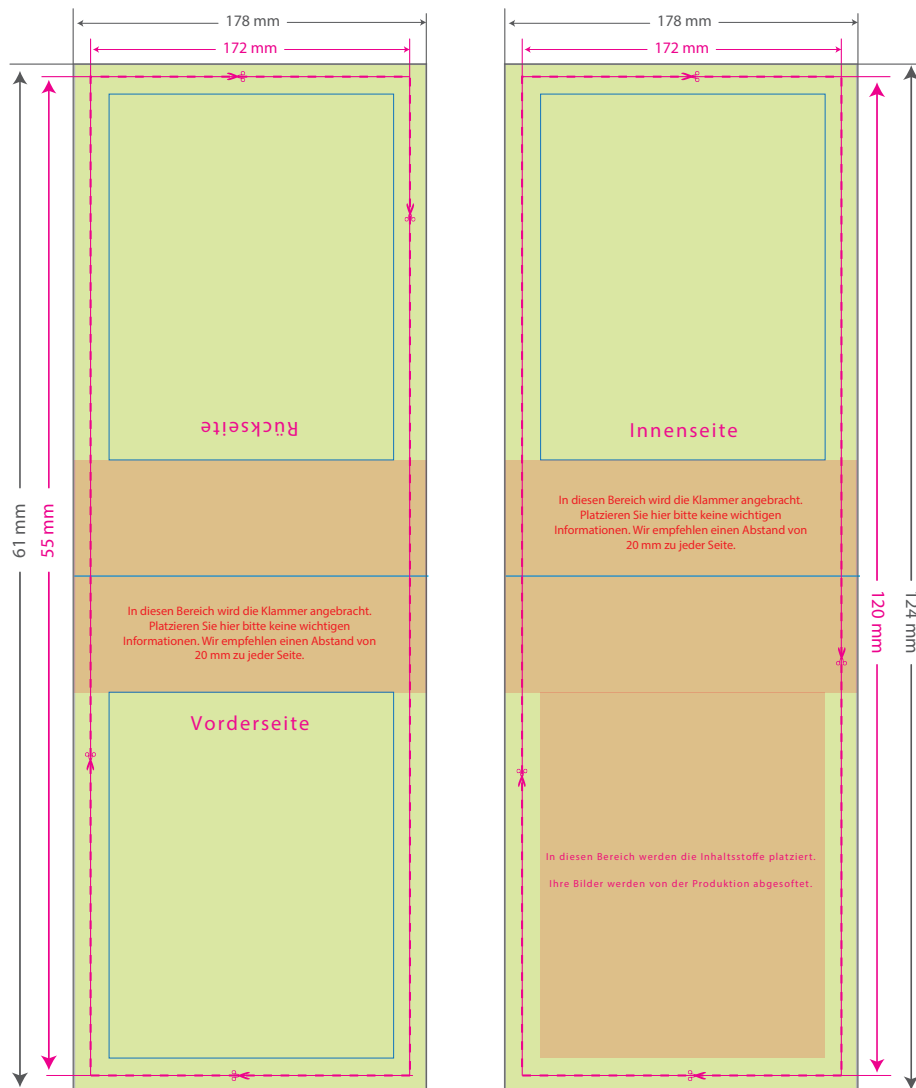 178 mm
172 mm
61 mm
55 mm
Rückseite
In diesen Bereich wird die Klammer angebracht.
Platzieren Sie hier bitte keine wichtigen
Informationen. Wir empfehlen einen Abstand von
20 mm zu jeder Seite.
Vorderseite
178 mm
172 mm
Innenseite
In diesen Bereich wird die Klammer angebracht.
Platzieren Sie hier bitte keine wichtigen
Informationen. Wir empfehlen einen Abstand von
20 mm zu jeder Seite.
In diesen Bereich werden die Inhaltsstoffe platziert.
Ihre Bilder werden von der Produktion abgesoftet.
120 mm
124 mm